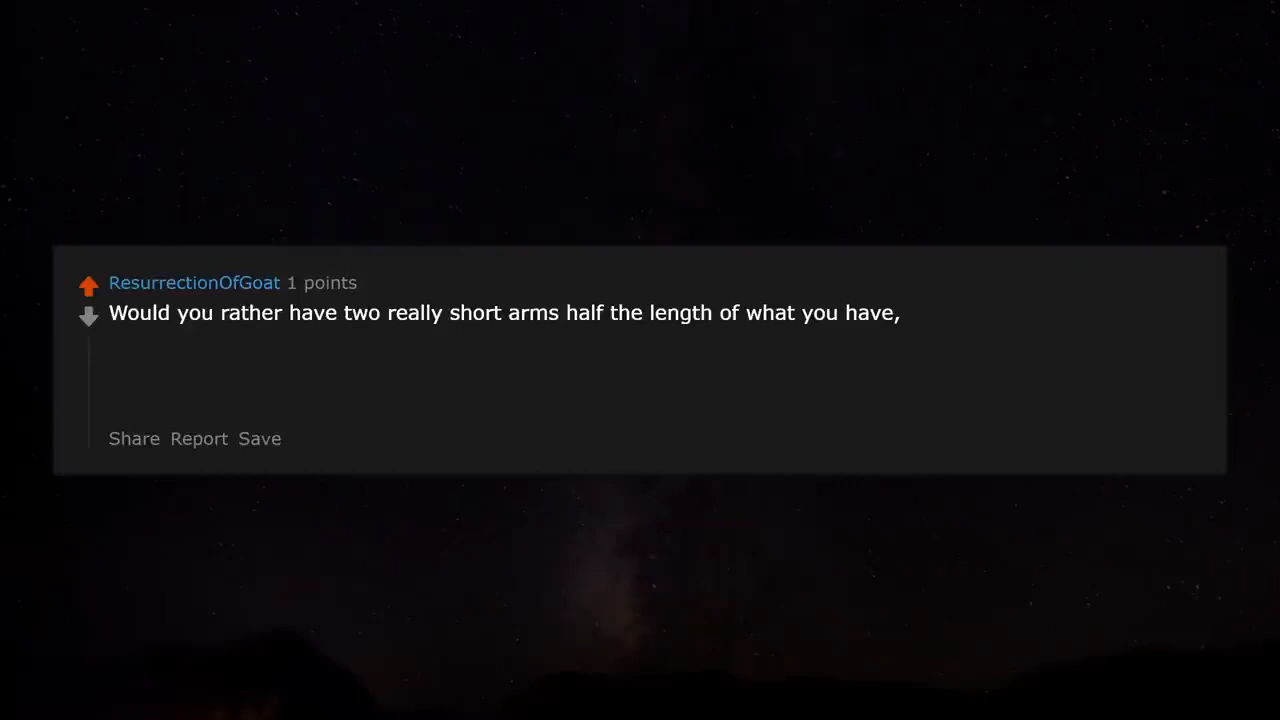 ResurrectionOfGoat 1 points
Would you rather have two really short arms half the length of what you have,
Share Report Save